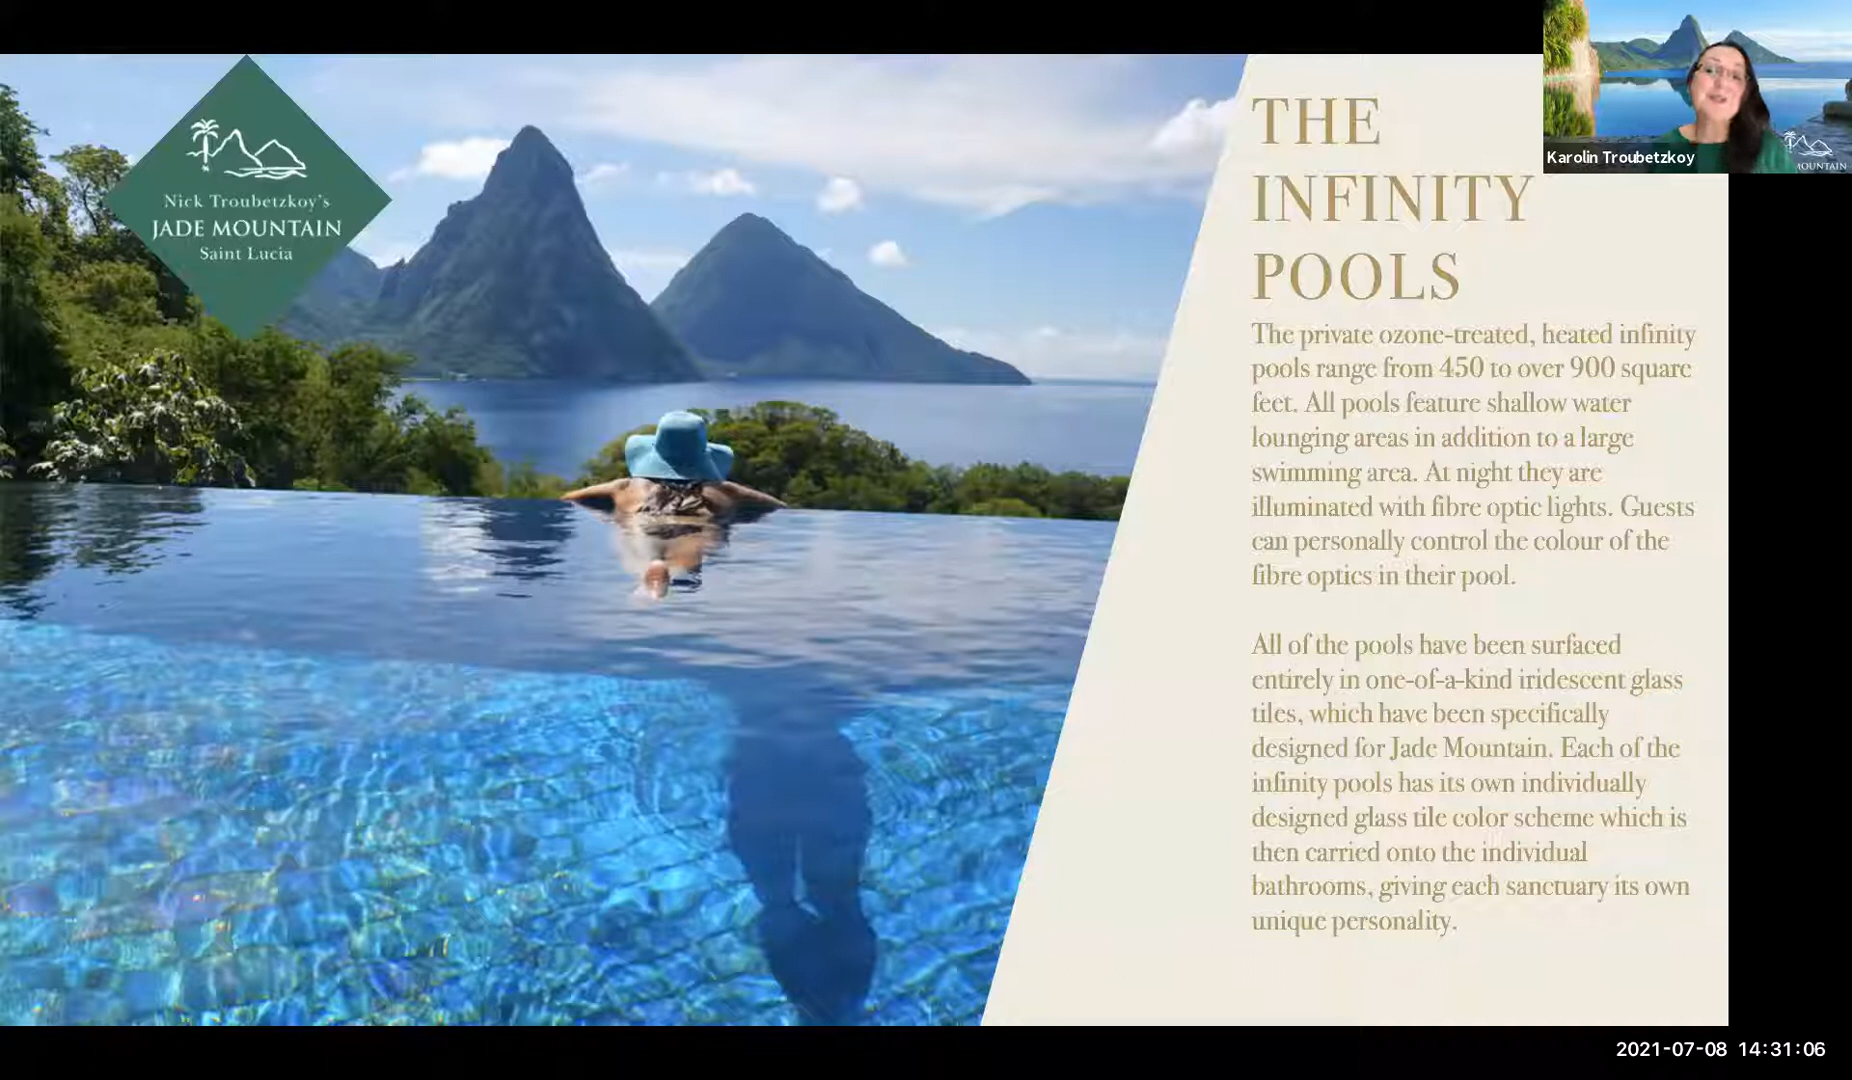 Nick Troubetzkoy's
JADE MOUNTAIN
Saint Lucia
THE
INFINITY
POOLS
The private ozone-treated, heated infinity
pools range from 450 to over 900 square
feet. All pools feature shallow water
lounging areas in addition to a large
swimming area. At night they are
illuminated with fibre optic lights. Guests
can personally control the colour of the
fibre optics in their pool.
All of the pools have been surfaced
entirely in one-of-a-kind iridescent glass
tiles, which have been specifically
designed for Jade Mountain. Each of the
infinity pools has its own individually
designed glass tile color scheme which is
then carried onto the individual
bathrooms, giving each sanctuary its own
unique personality.
Karolin Troubetzkoy
OUNTAIN
2021-07-08 14:31:06